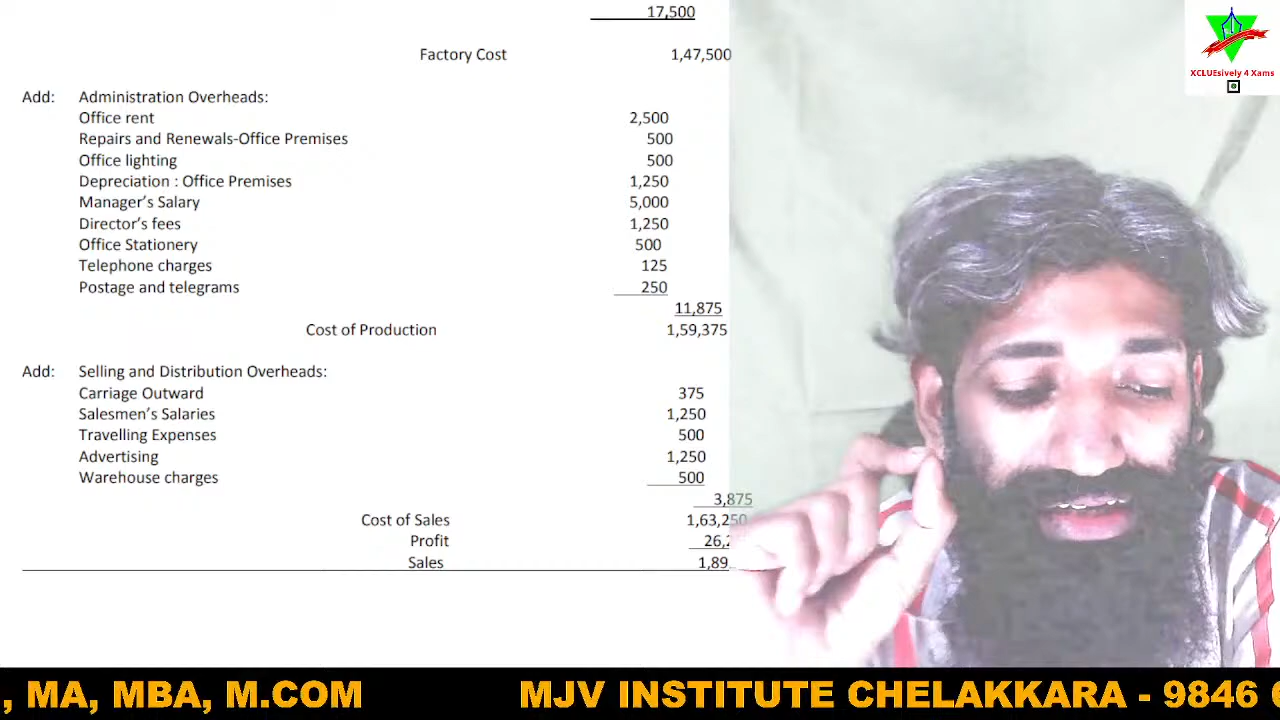 17,500
Factory Cost 1,47,500
Add: Administration Overheads:
Office rent 2,500
Repairs and Renewals-Office Premises 500
Office lighting 500
Depreciation : Office Premises 1,250
Manager's Salary 5,000
Director's fees 1,250
Office Stationery 500
Telephone charges 125
Postage and telegrams 250
11,875
Cost of Production 1,59,375
Add: Selling and Distribution Overheads:
Carriage Outward 375
Salesmen's Salaries 1,250
Travelling Expenses 500
Advertising 1,250
Warehouse charges 500
3,875
Cost of Sales 1,63,250
Profit
Sales
XCLUEsively 4 Xams
, MA, MBA, M.COM MJV INSTITUTE CHELAKKARA - 9846